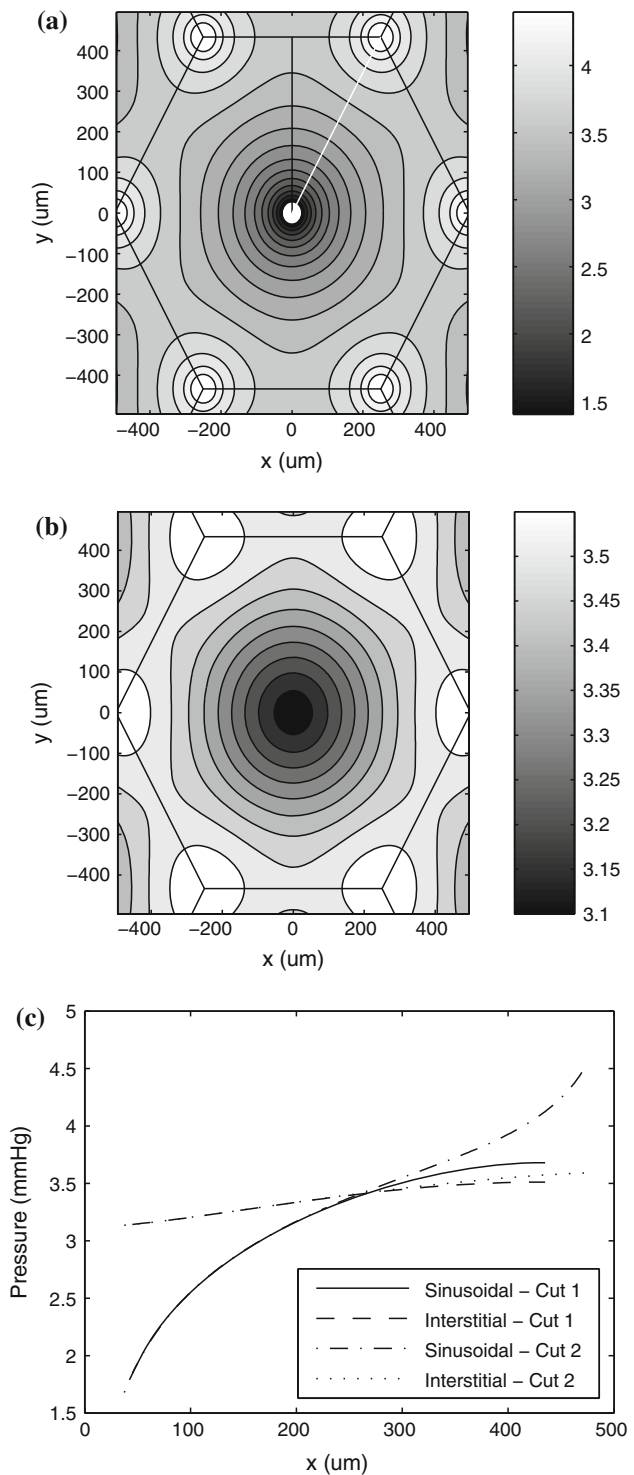 (a)
y (um)
400
300
200
100
0
−100
−200
−300
−400
−400 −200 0 200 400
x (um)
4
3.5
3
2.5
2
1.5
(b)
y (um)
400
300
200
100
0
−100
−200
−300
−400
−400 −200 0 200 400
x (um)
3.5
3.45
3.4
3.35
3.3
3.25
3.2
3.15
3.1
(c)
Pressure (mmHg)
5
4.5
4
3.5
3
2.5
2
1.5
0 100 200 300 400 500
x (um)
Sinusoidal − Cut 1
Interstitial − Cut 1
Sinusoidal − Cut 2
Interstitial − Cut 2